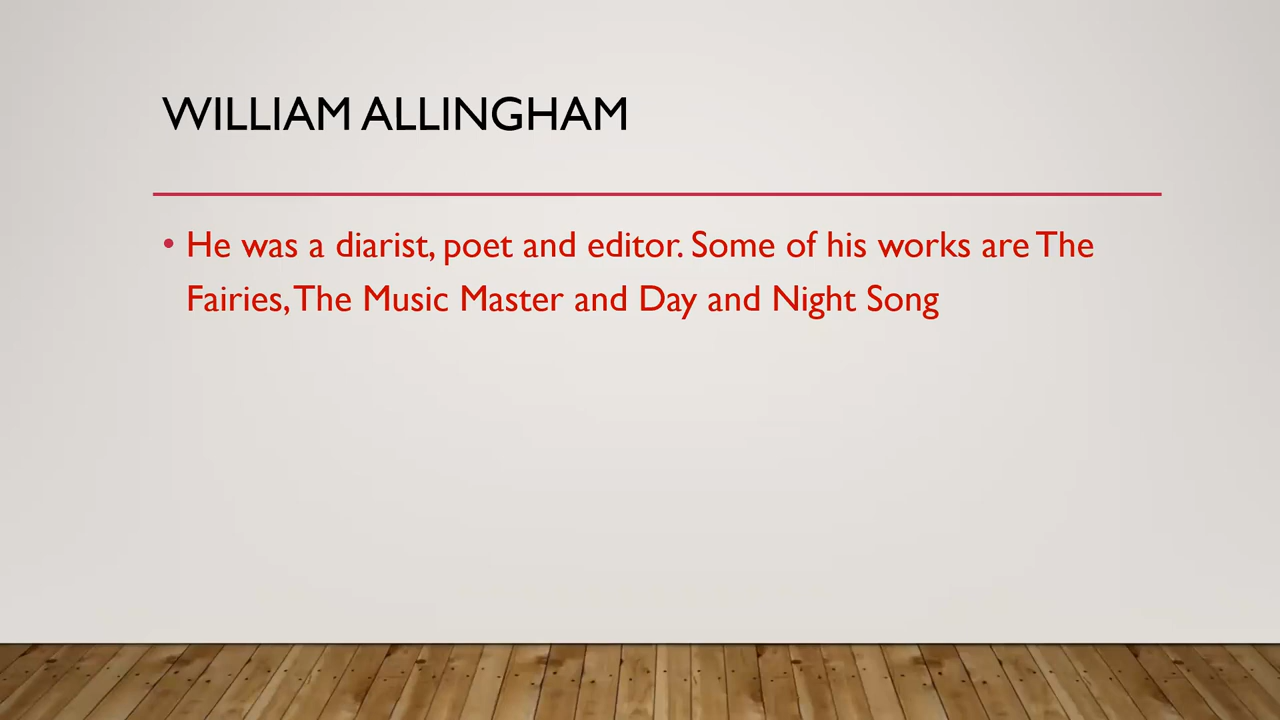 WILLIAM ALLINGHAM
• He was a diarist, poet and editor. Some of his works are The
Fairies, The Music Master and Day and Night Song